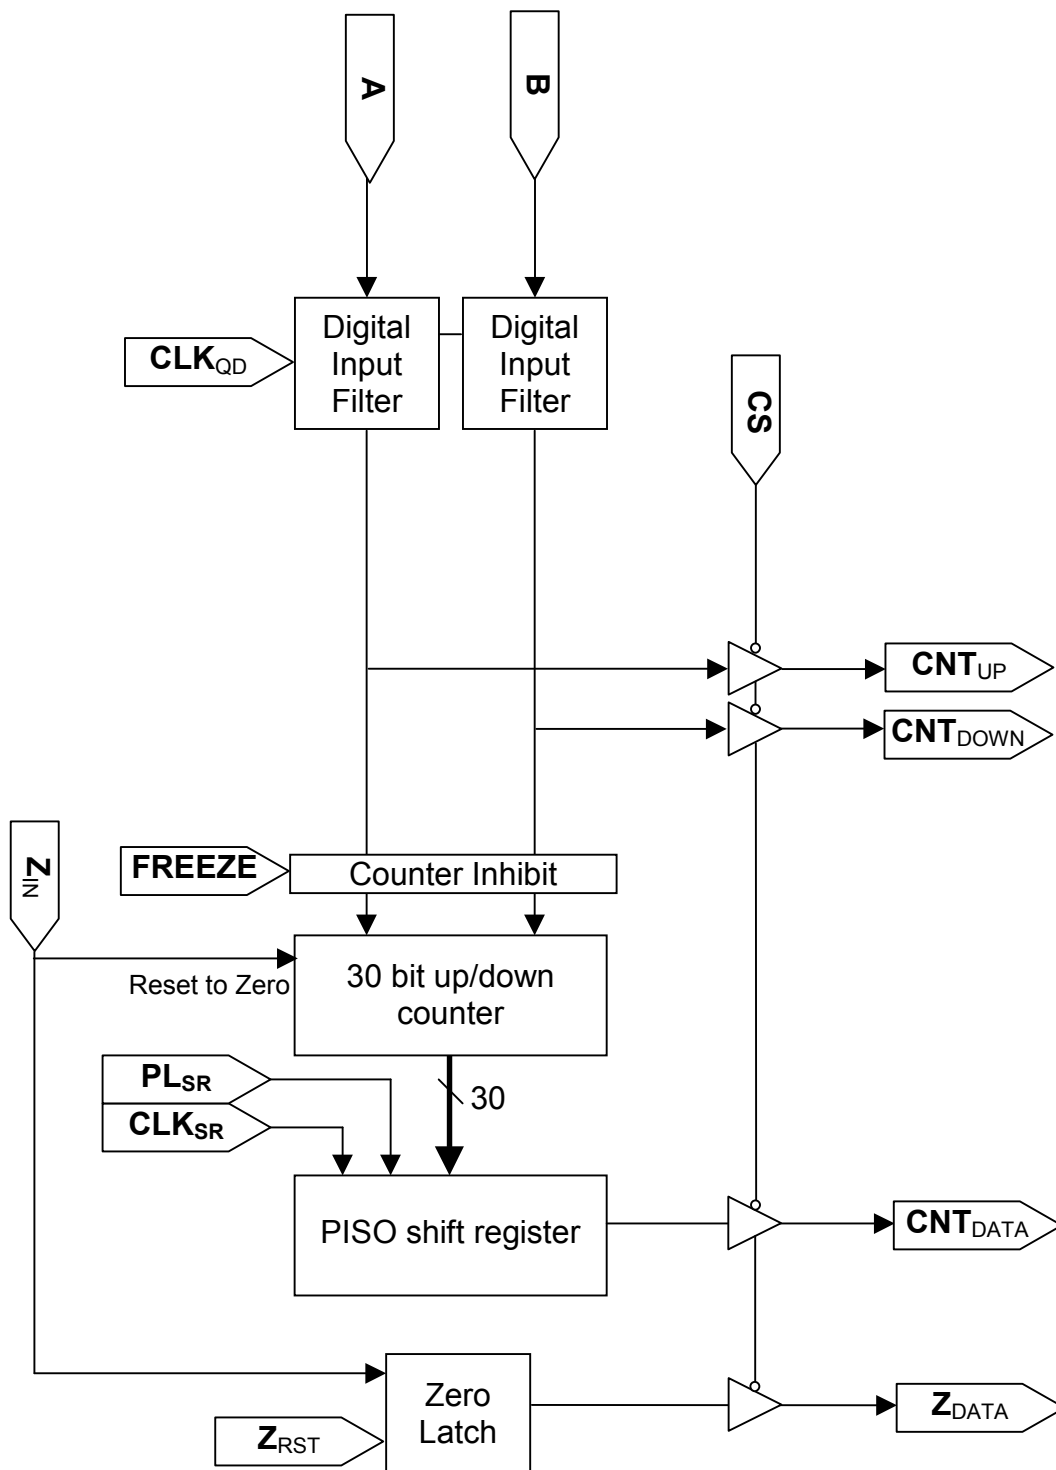 A
B
Digital
Input
Filter
Digital
Input
Filter
CLKQD
CS
CNTUP
CNTDOWN
ZIN
FREEZE
Counter Inhibit
Reset to Zero
30 bit up/down
counter
PLSR
30
CLKSR
PISO shift register
CNTDATA
Zero
Latch
ZDATA
ZRST